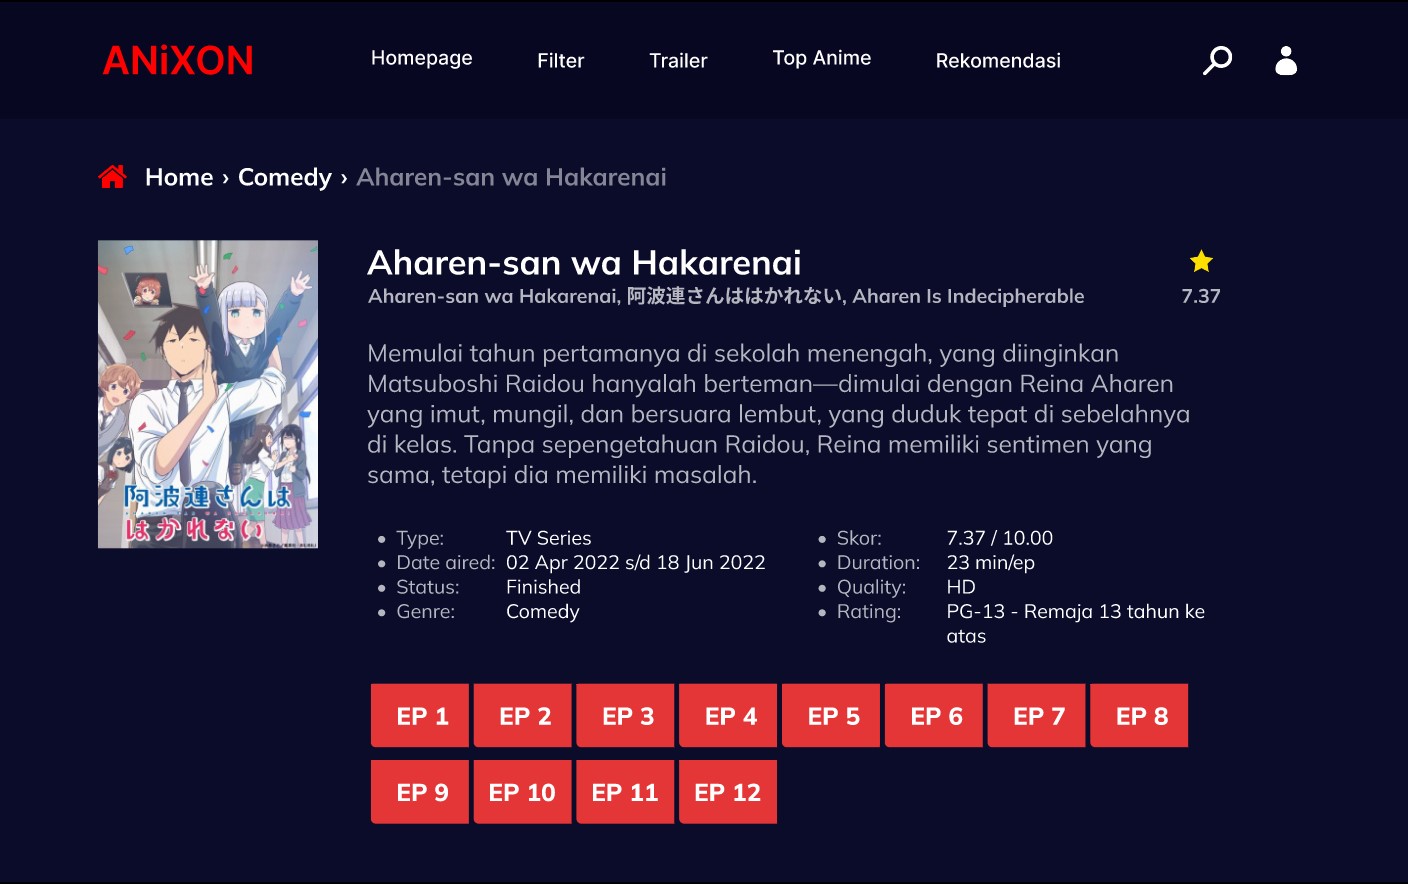 ANiXON
Homepage
Filter
Trailer
Top Anime
Rekomendasi
Home › Comedy › Aharen-san wa Hakarenai
Aharen-san wa Hakarenai
Aharen-san wa Hakarenai, 阿波連さんははかれない, Aharen Is Indecipherable
7.37
Memulai tahun pertamanya di sekolah menengah, yang diinginkan
Matsuboshi Raidou hanyalah berteman—dimulai dengan Reina Aharen
yang imut, mungil, dan bersuara lembut, yang duduk tepat di sebelahnya
di kelas. Tanpa sepengetahuan Raidou, Reina memiliki sentimen yang
sama, tetapi dia memiliki masalah.
阿波連さんは
はかれない
• Type: TV Series
• Date aired: 02 Apr 2022 s/d 18 Jun 2022
• Status: Finished
• Genre: Comedy
• Skor: 7.37 / 10.00
• Duration: 23 min/ep
• Quality: HD
• Rating: PG-13 - Remaja 13 tahun ke
atas
EP 1
EP 2
EP 3
EP 4
EP 5
EP 6
EP 7
EP 8
EP 9
EP 10
EP 11
EP 12